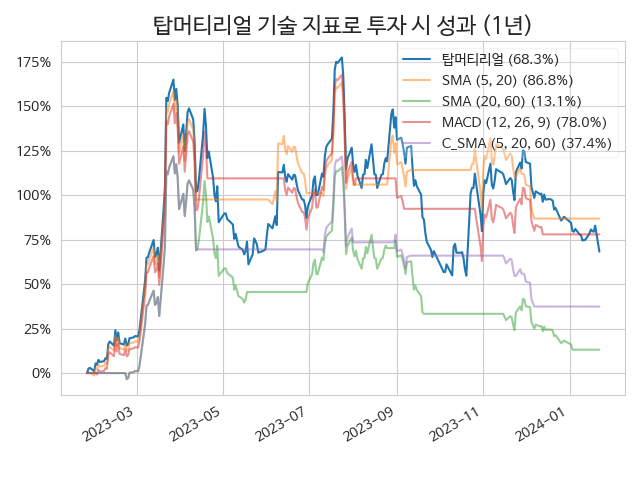 탑머티리얼 기술 지표로 투자 시 성과 (1년)
175%
150%
125%
100%
75%
50%
25%
0%
탑머티리얼 (68.3%)
SMA (5, 20) (86.8%)
SMA (20, 60) (13.1%)
MACD (12, 26, 9) (78.0%)
C_SMA (5, 20, 60) (37.4%)
2023-03
2023-05
2023-07
2023-09
2023-11
2024-01